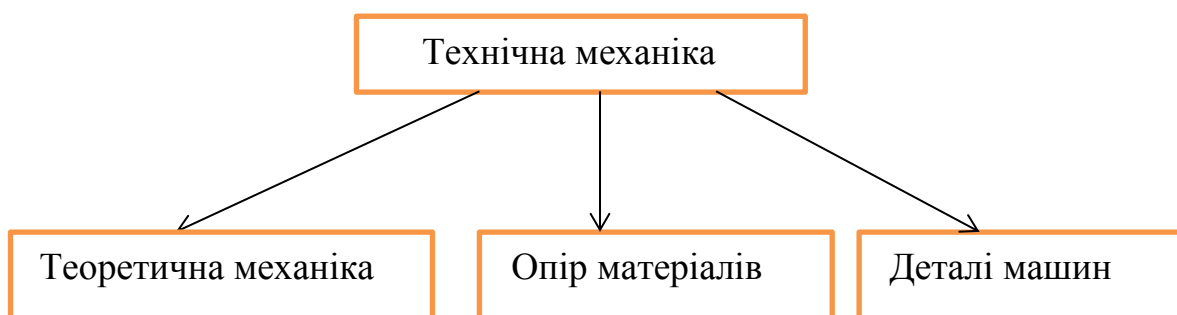 Технічна механіка
Теоретична механіка
Опір матеріалів
Деталі машин